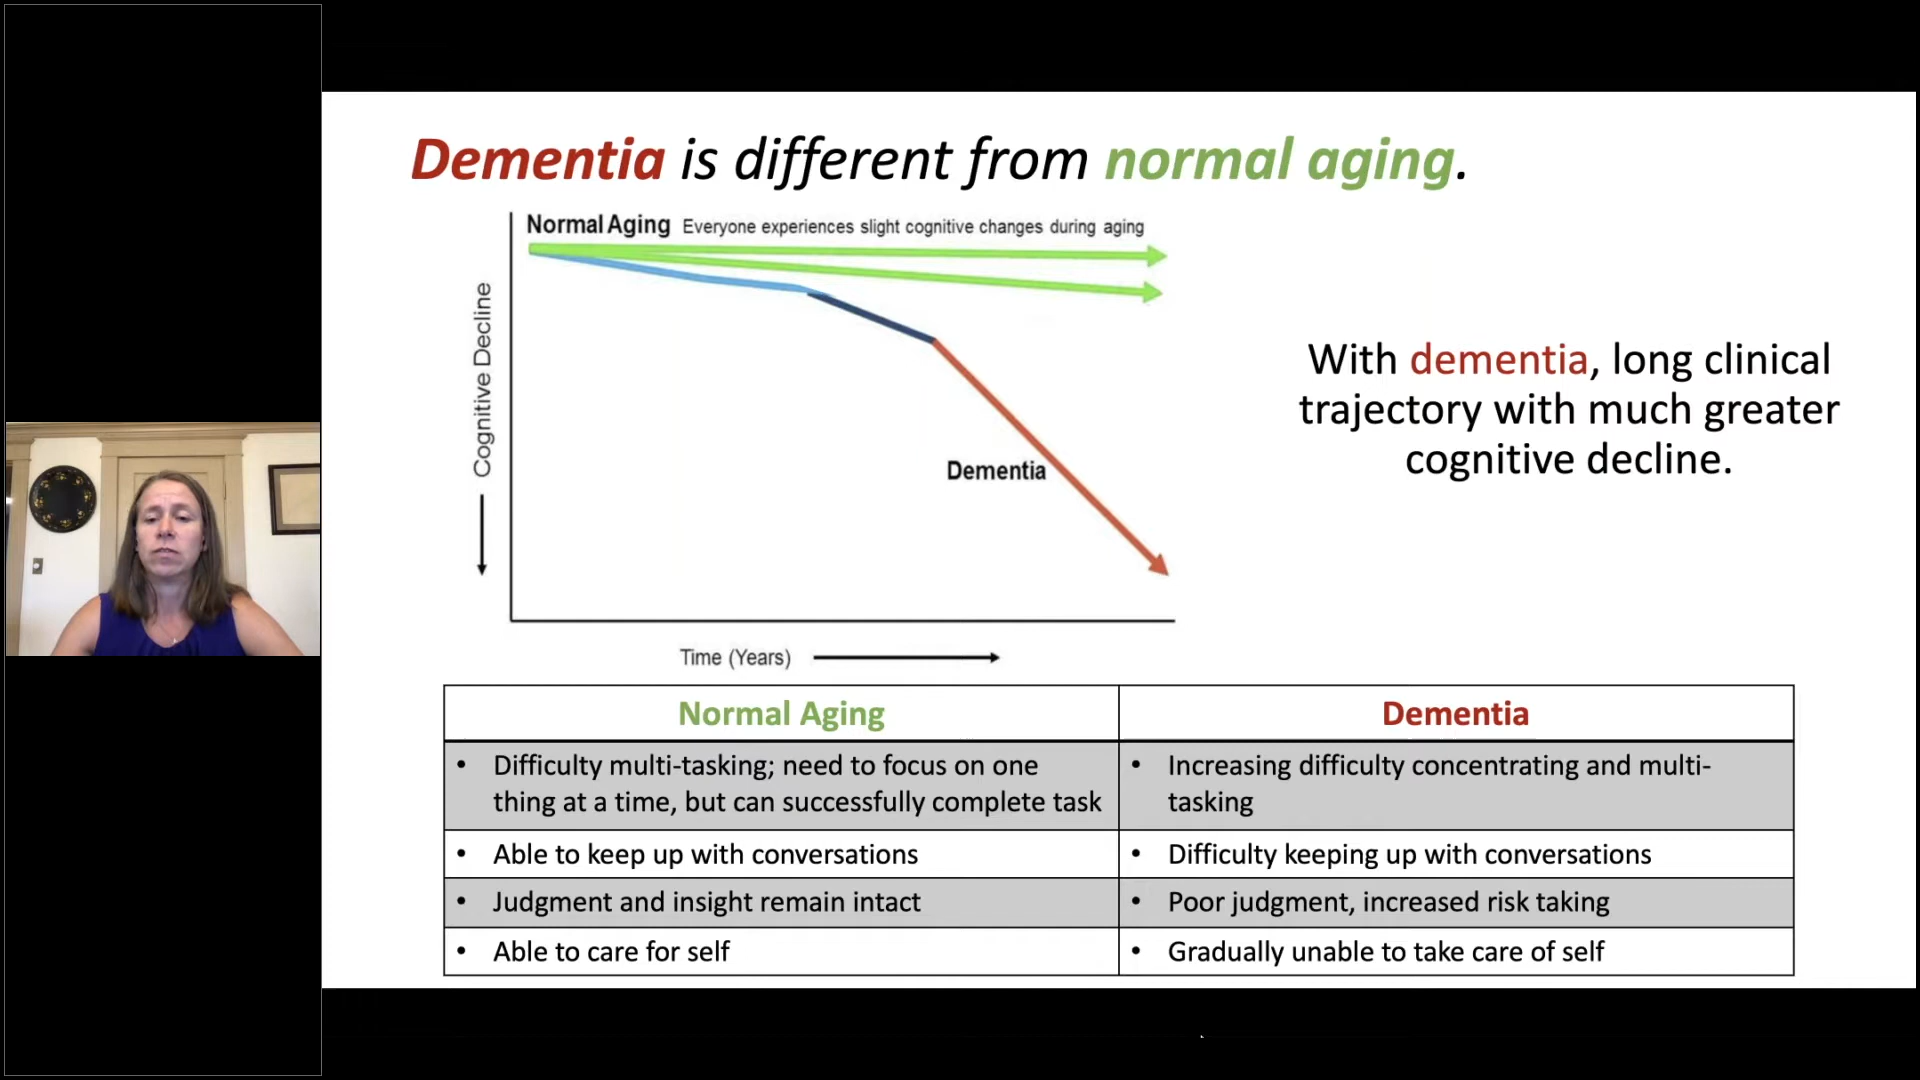 Dementia is different from normal aging.
Normal Aging Everyone experiences slight cognitive changes during aging
Cognitive Decline
Dementia
Time (Years)
With dementia, long clinical
trajectory with much greater
cognitive decline.
Normal Aging
Dementia
• Difficulty multi-tasking; need to focus on one
thing at a time, but can successfully complete task
• Increasing difficulty concentrating and multi-
tasking
• Able to keep up with conversations
• Difficulty keeping up with conversations
• Judgment and insight remain intact
• Poor judgment, increased risk taking
• Able to care for self
• Gradually unable to take care of self